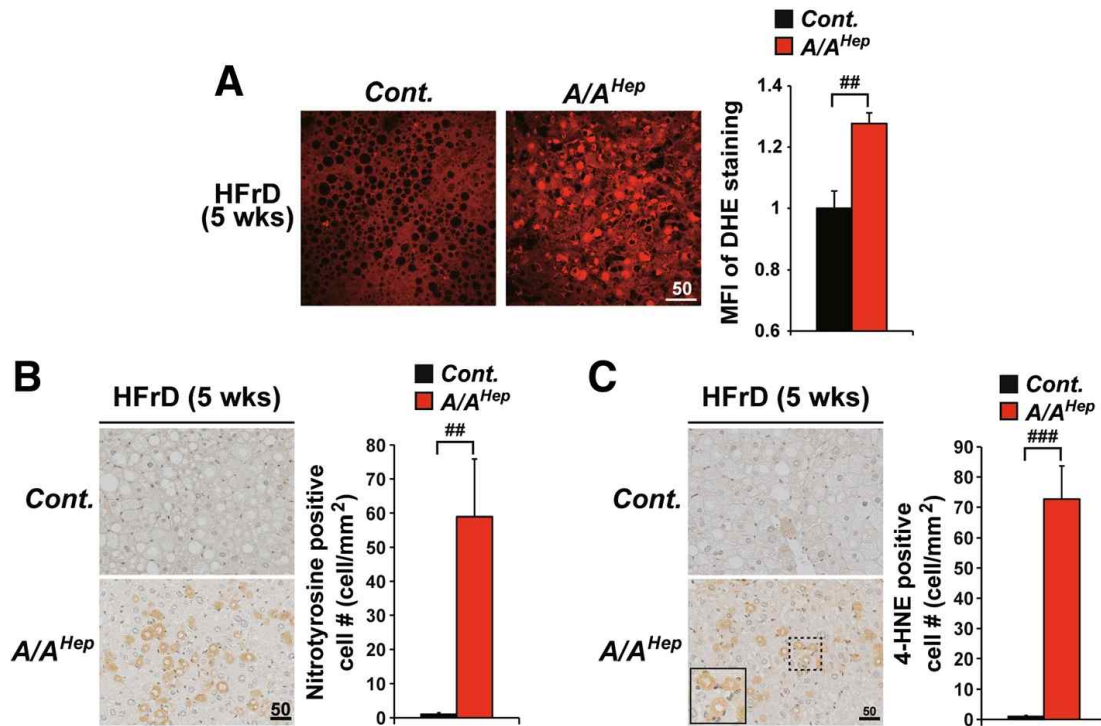 Cont.
A/A^Hep
A
Cont.
A/A^Hep
HFrD
(5 wks)
50
MFI of DHE staining
1.4
1.2
1
0.8
0.6
##
B
HFrD (5 wks)
Cont.
A/A^Hep
50
Cont.
A/A^Hep
##
Nitrotyrosine positive
cell # (cell/mm²)
80
70
60
50
40
30
20
10
0
C
HFrD (5 wks)
Cont.
A/A^Hep
50
Cont.
A/A^Hep
###
4-HNE positive
cell # (cell/mm²)
90
80
70
60
50
40
30
20
10
0